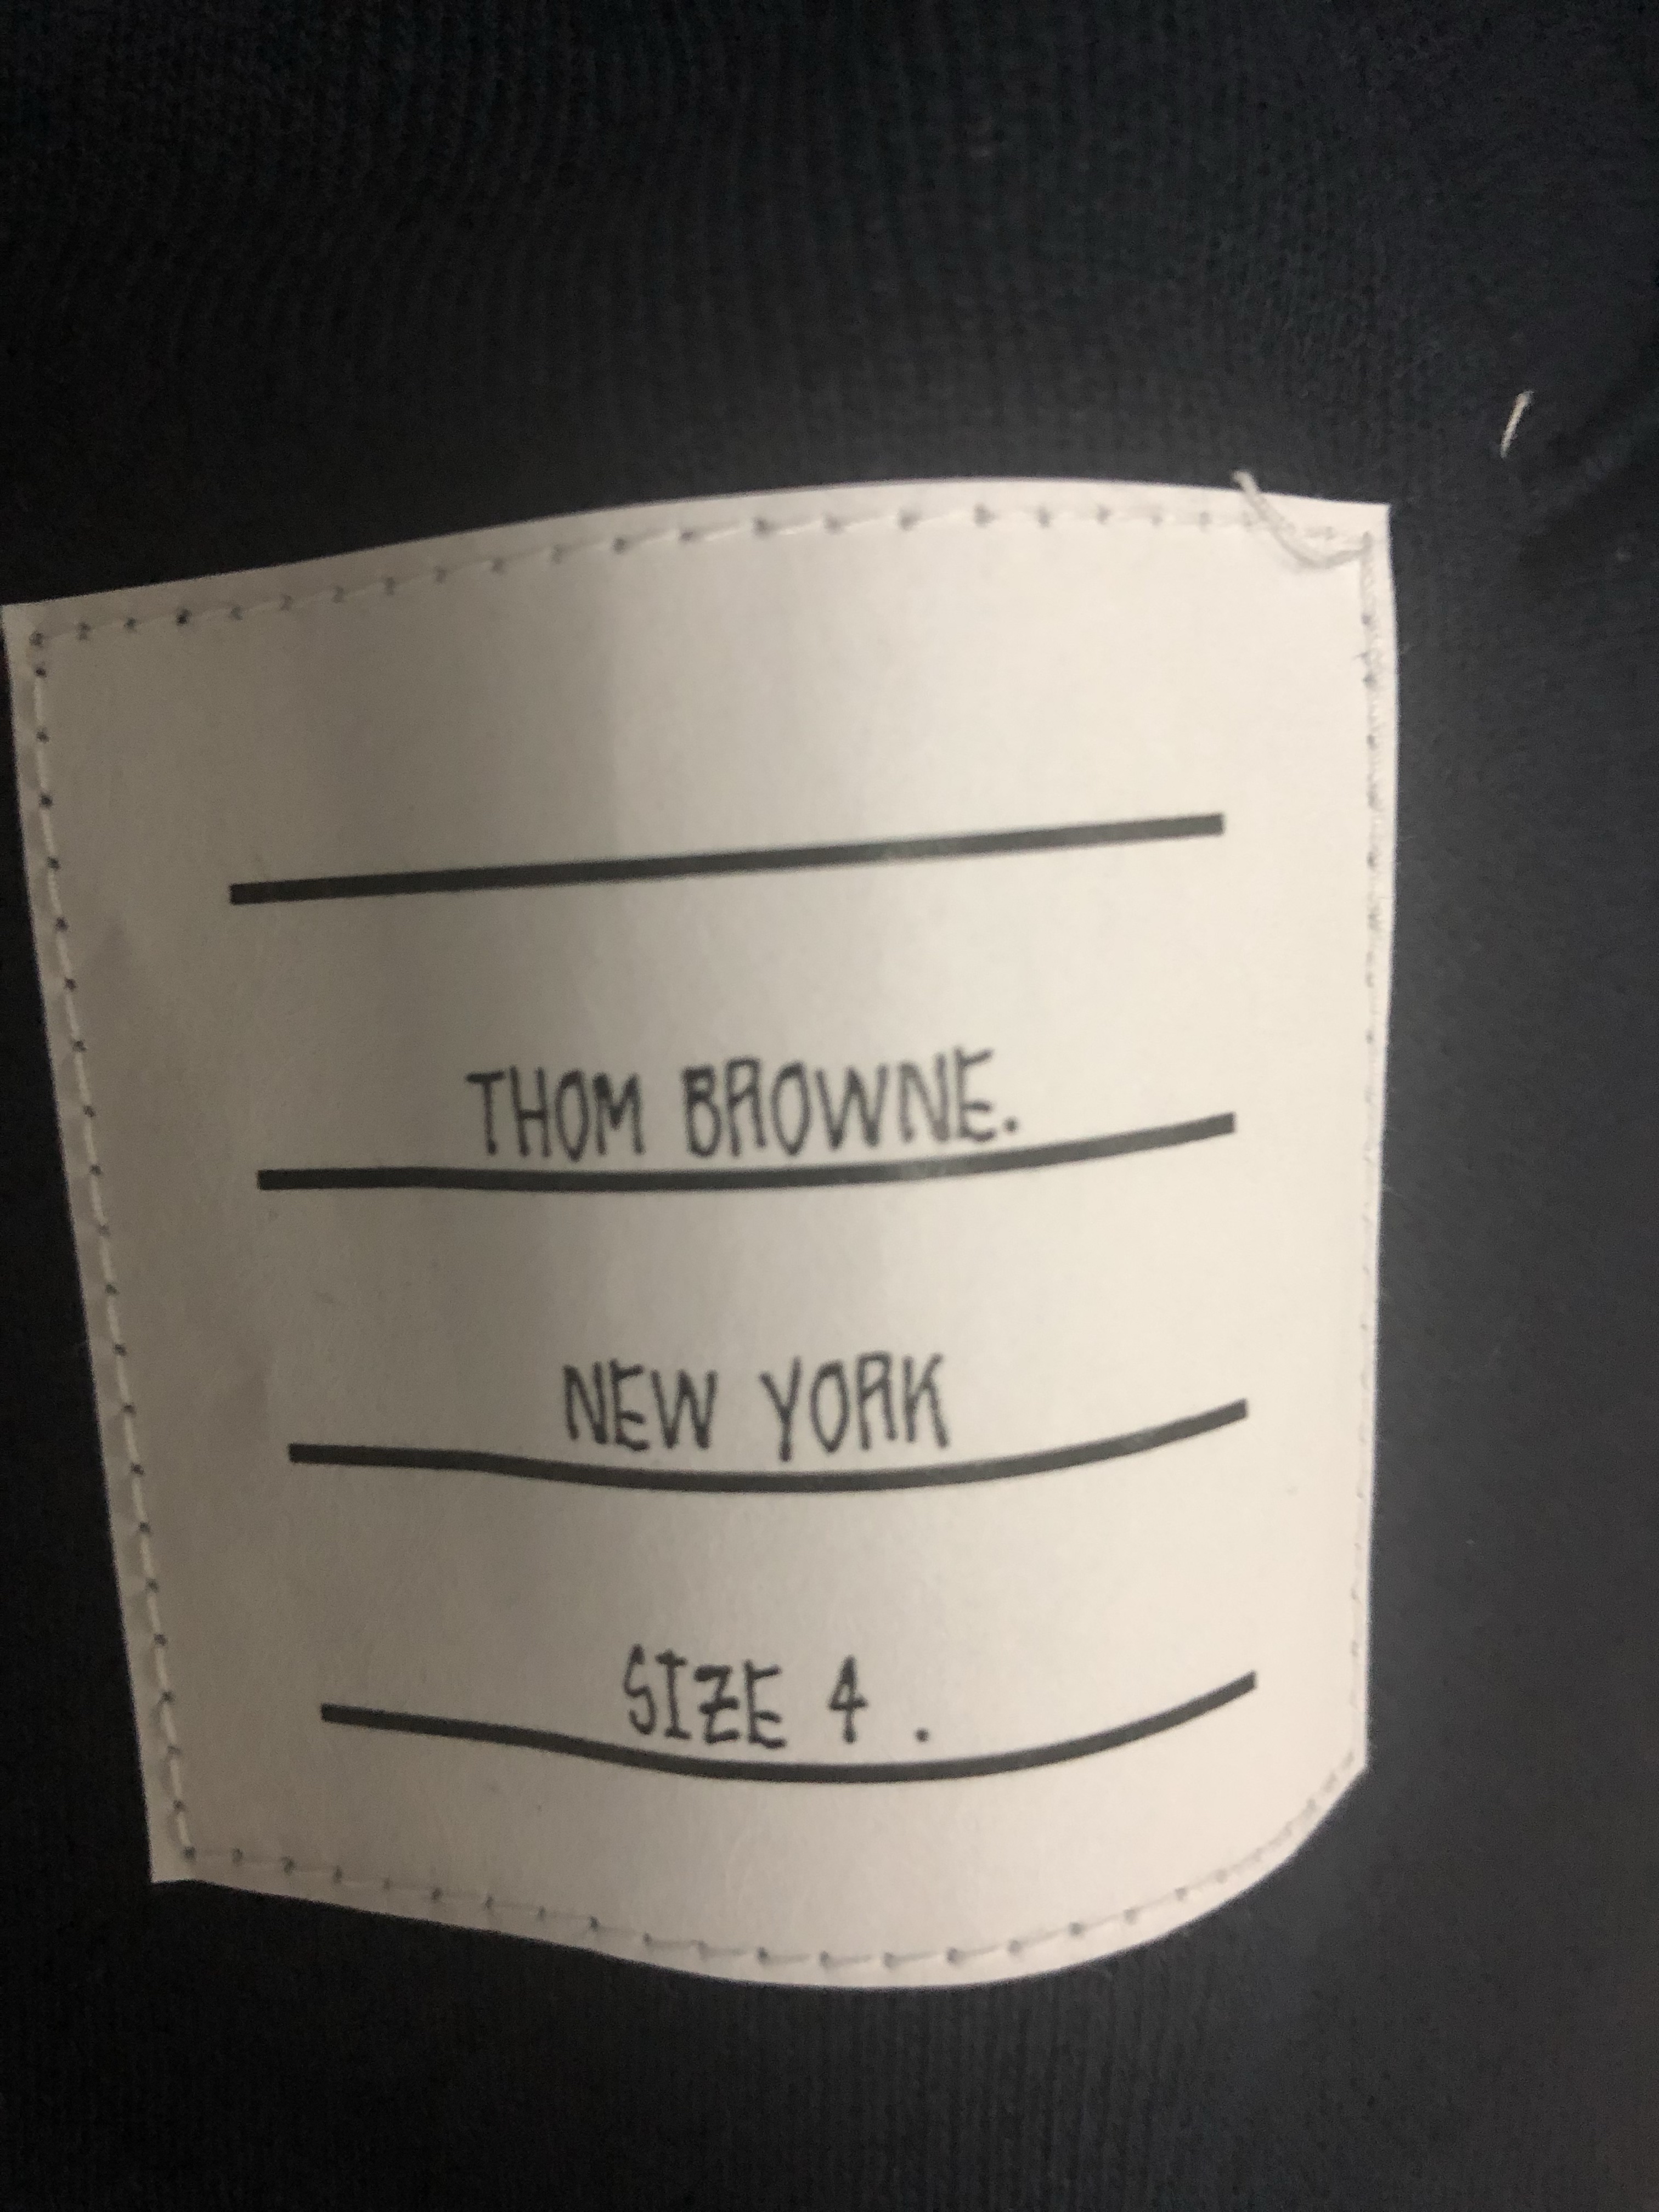 THOM BROWNE.
NEW YORK
SIZE 4 .